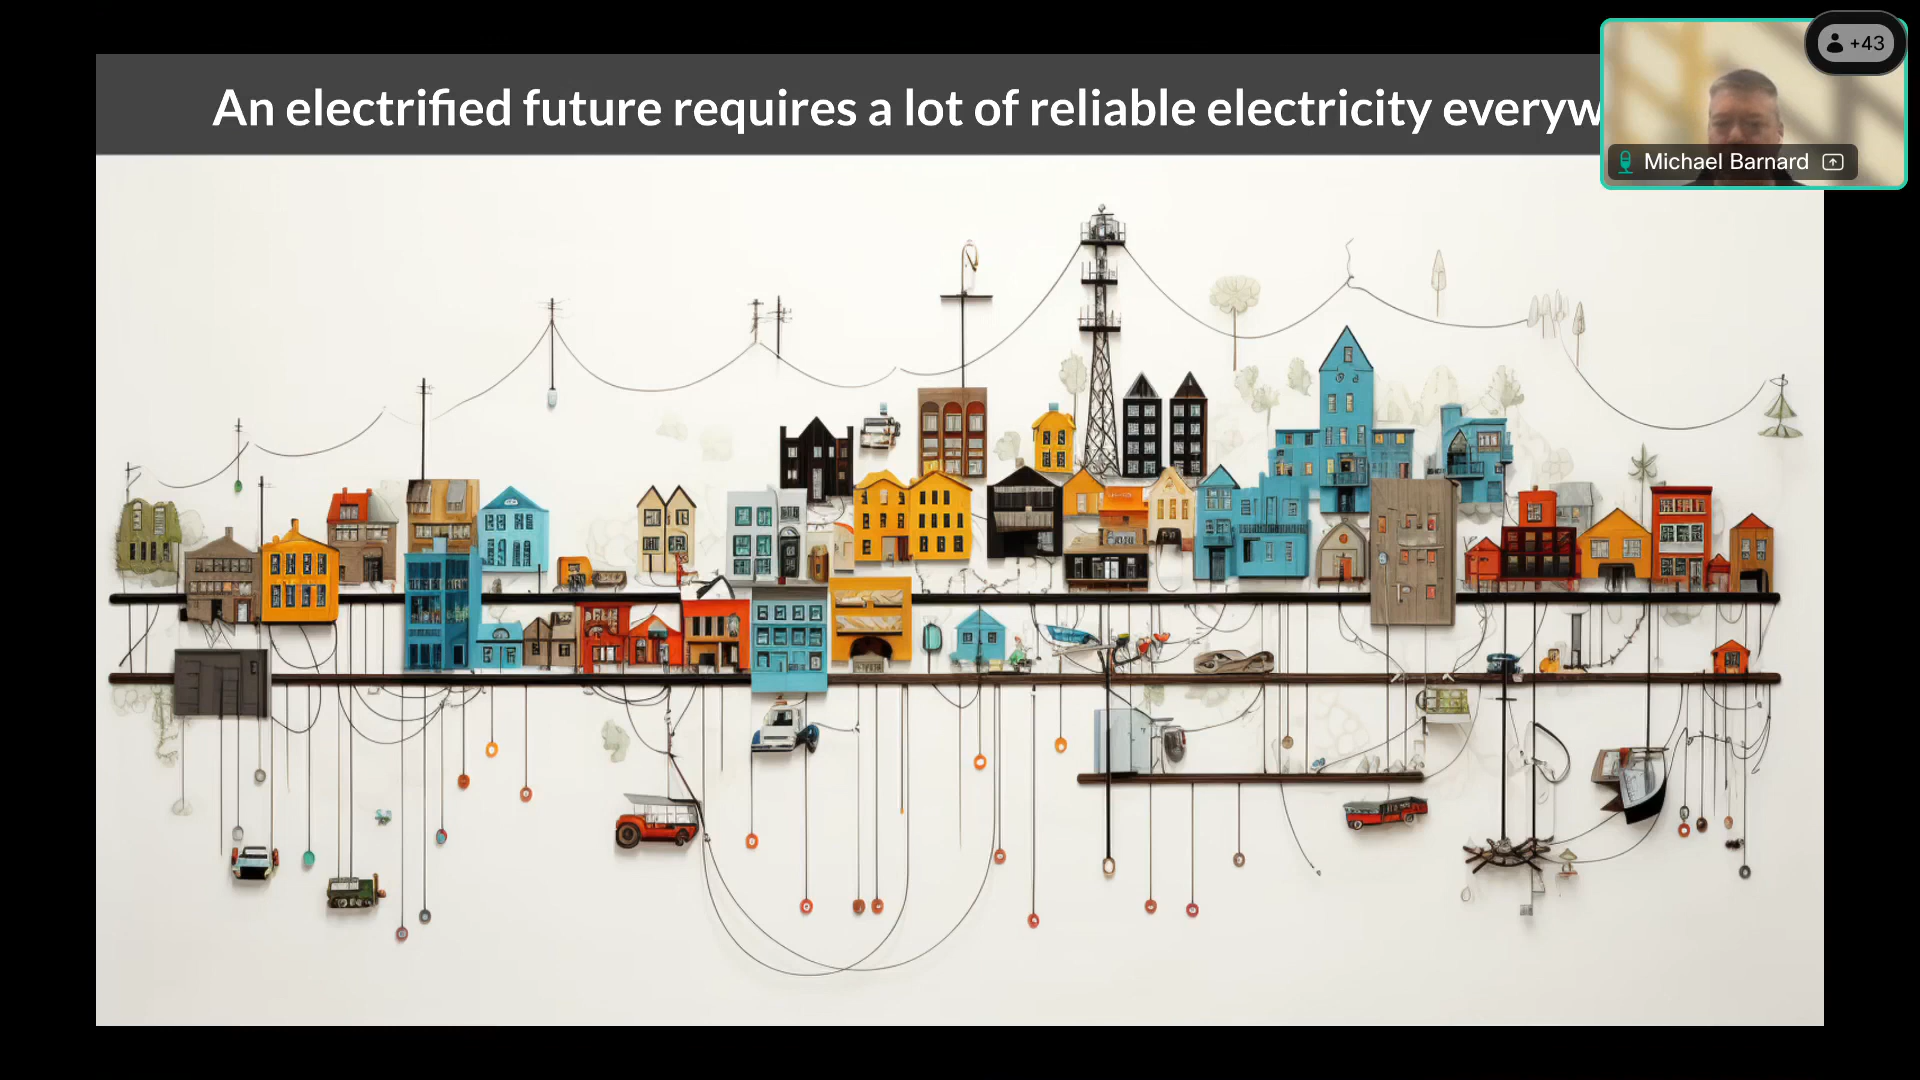 An electrified future requires a lot of reliable electricity everyw
+43
Michael Barnard